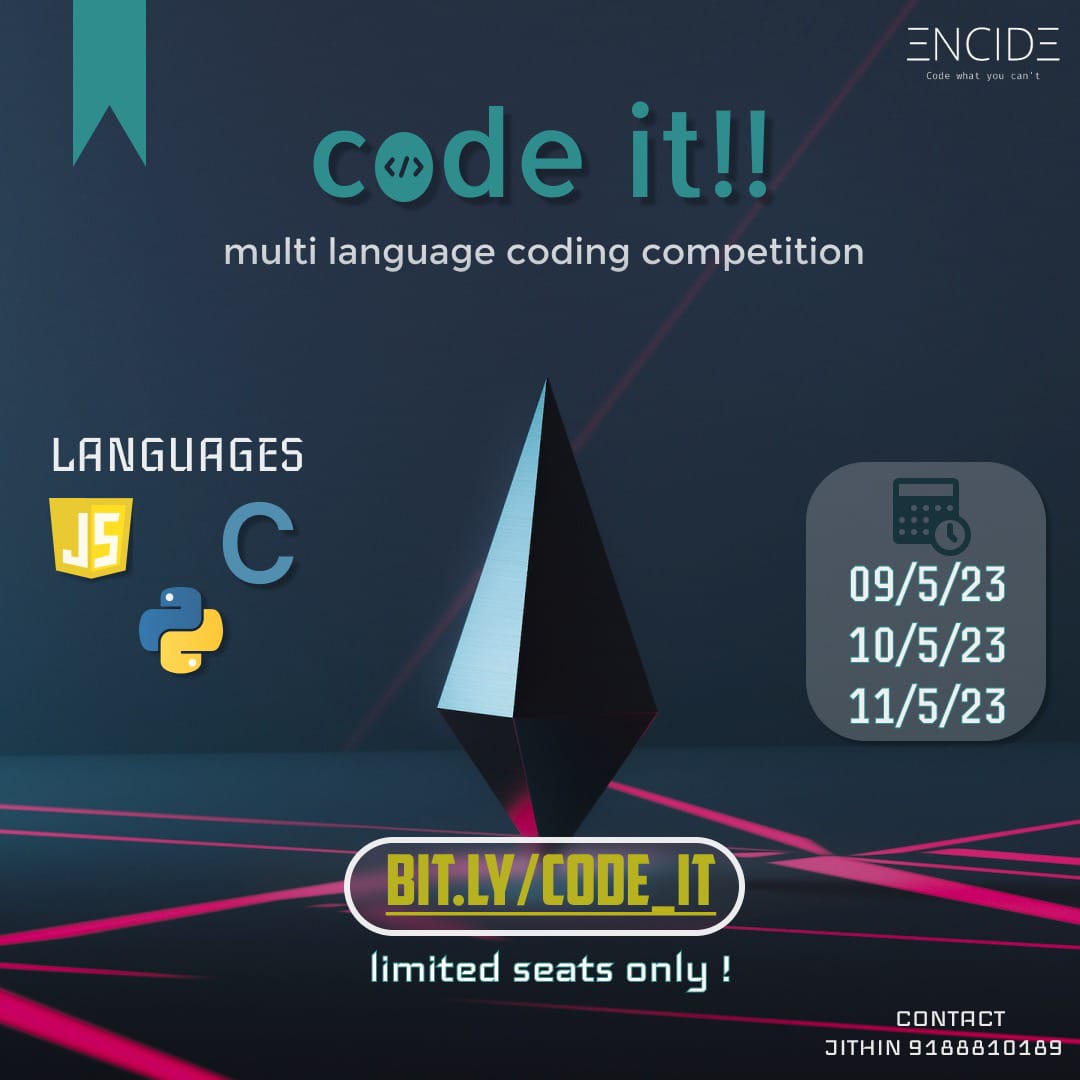 ENCIDE
Code what you can't
code it!!
multi language coding competition
LANGUAGES
JS
C
09/5/23
10/5/23
11/5/23
BIT.LY/CODE_IT
limited seats only !
CONTACT
JITHIN 9188810189